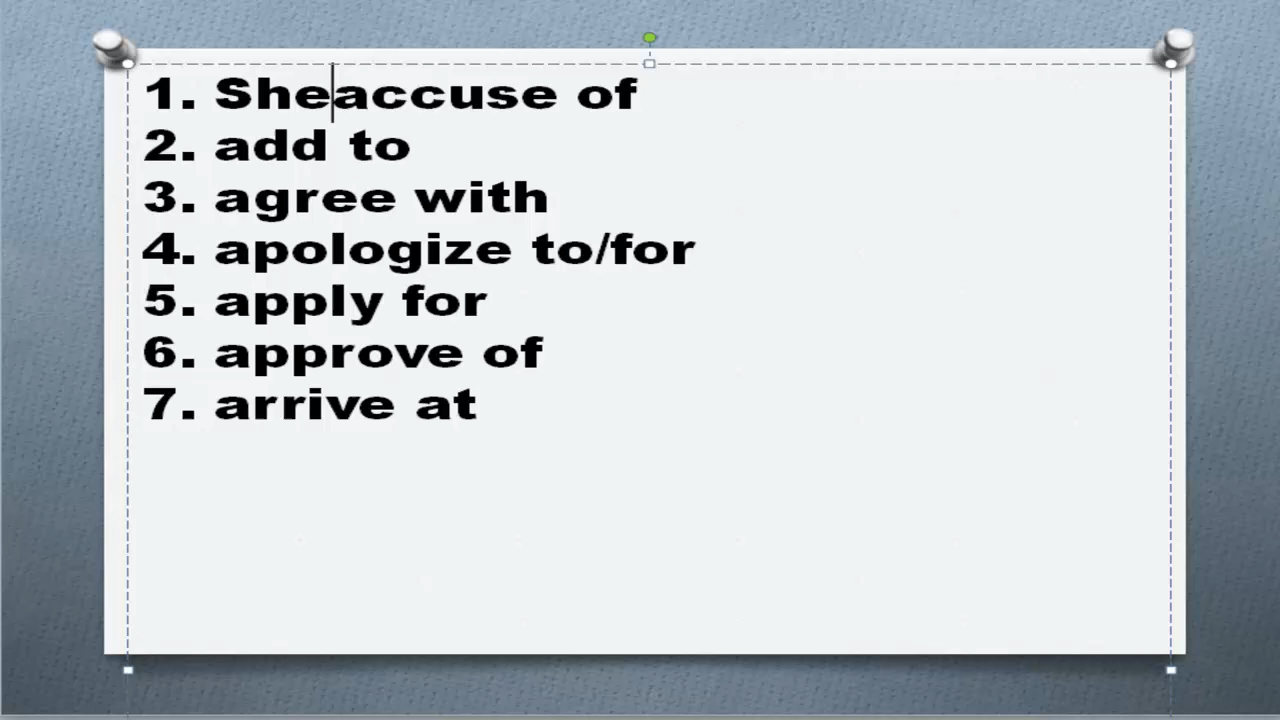 1. Sheaccuse of
2. add to
3. agree with
4. apologize to/for
5. apply for
6. approve of
7. arrive at